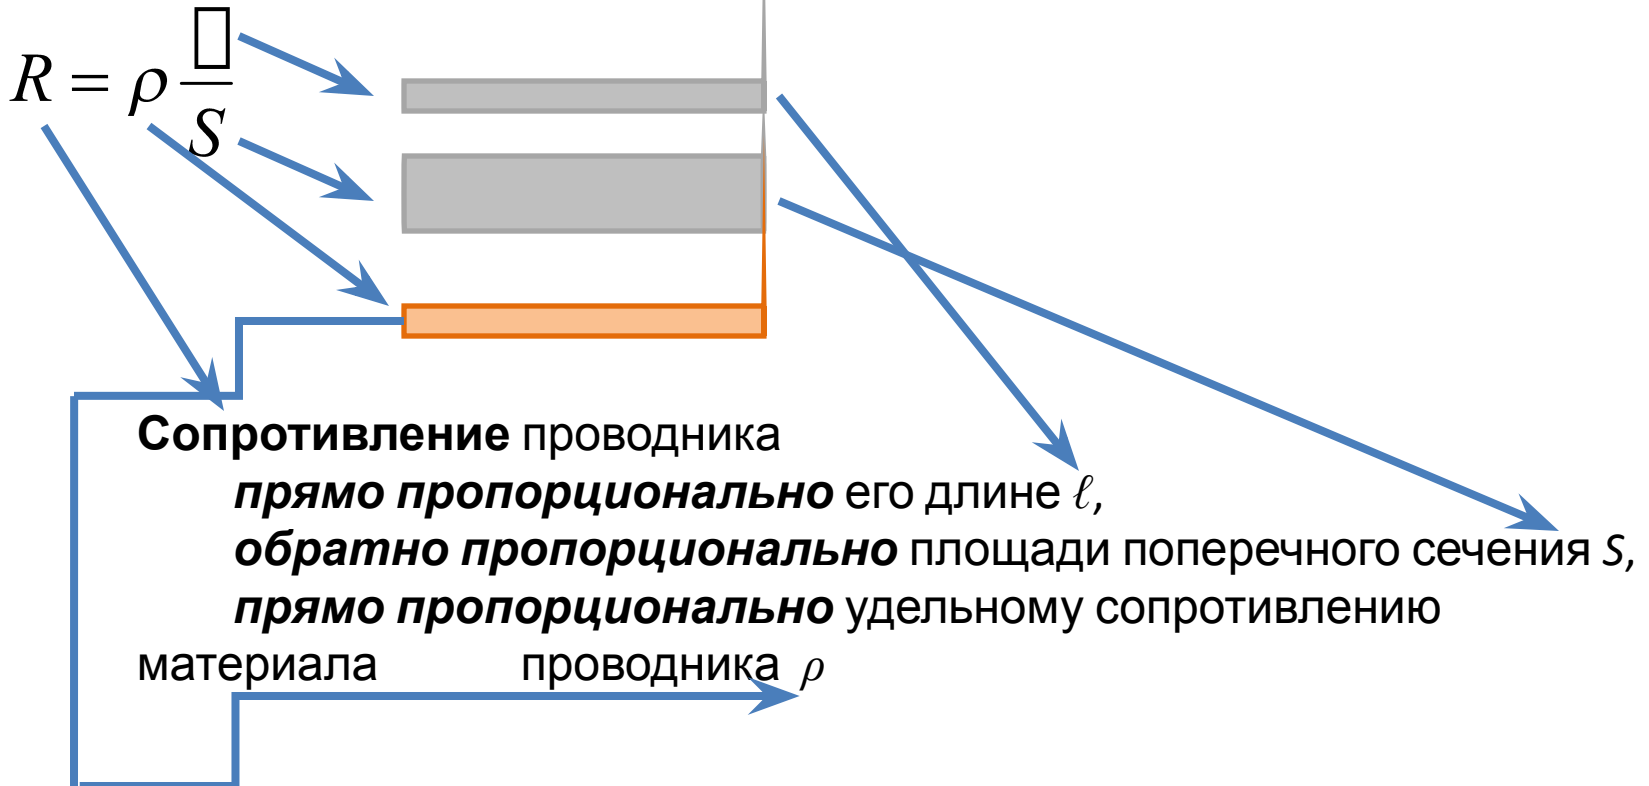 R = ρ □ / S
Сопротивление проводника
прямо пропорционально его длине ℓ,
обратно пропорционально площади поперечного сечения S,
прямо пропорционально удельному сопротивлению
материала проводника ρ